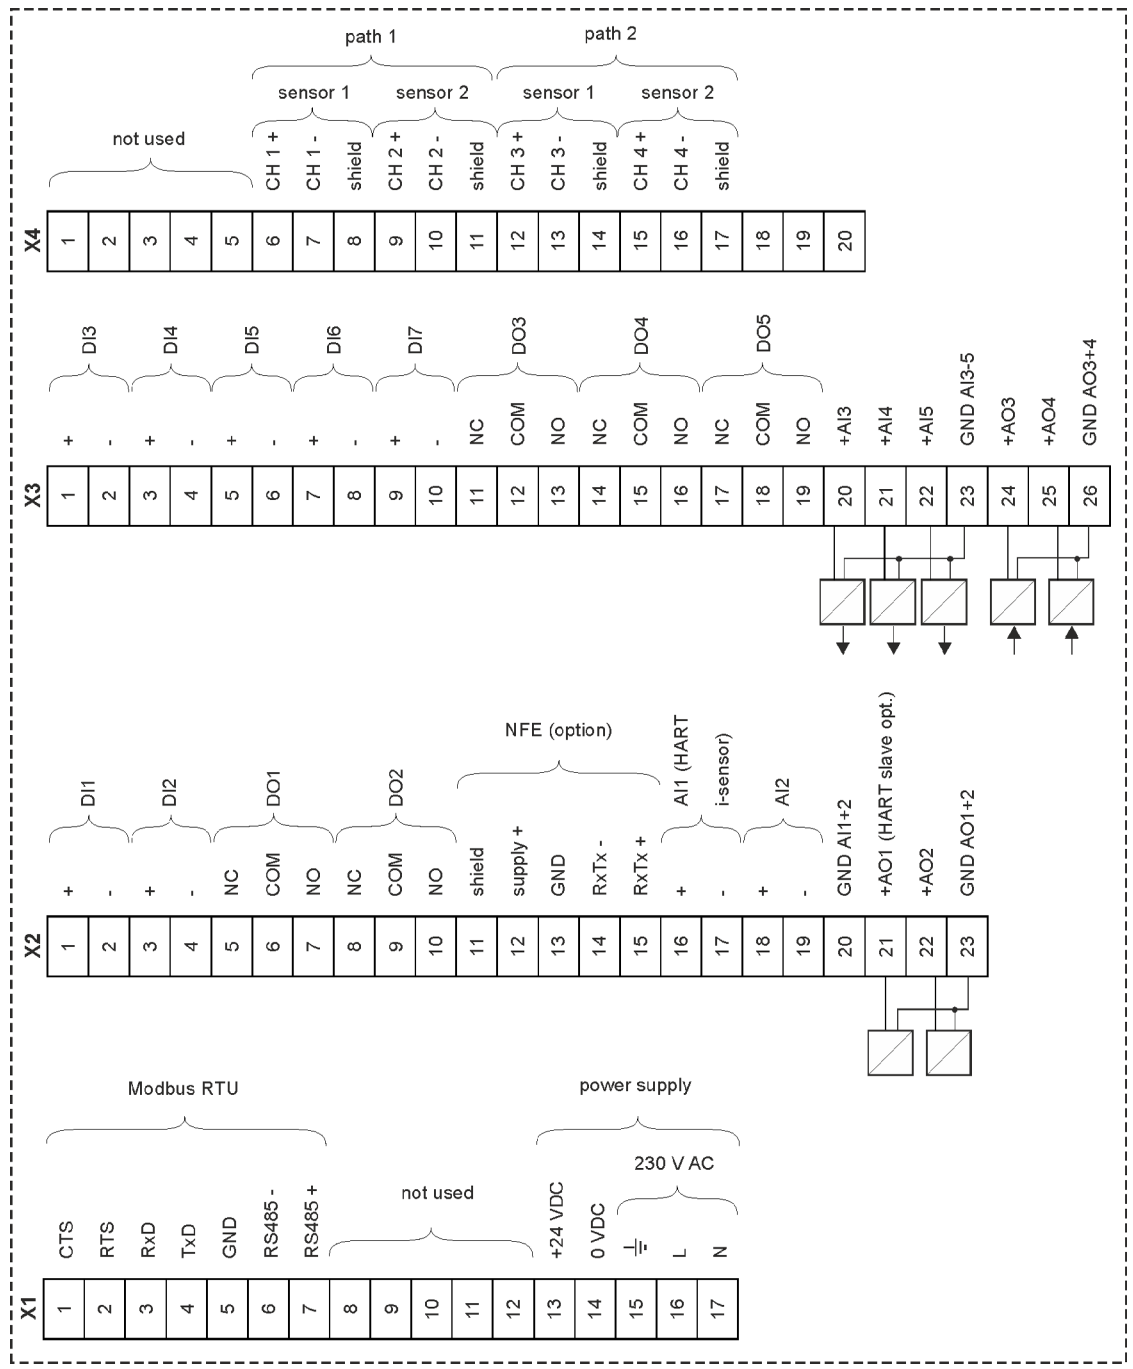 path 1
path 2
sensor 1
sensor 2
sensor 1
sensor 2
not used
CH 1 +
CH 1 -
shield
CH 2 +
CH 2 -
shield
CH 3 +
CH 3 -
shield
CH 4 +
CH 4 -
shield
X4
1 2 3 4 5 6 7 8 9 10 11 12 13 14 15 16 17 18 19 20
DI3
DI4
DI5
DI6
DI7
DO3
DO4
DO5
+
-
+
-
+
-
+
-
+
-
NC
COM
NO
NC
COM
NO
NC
COM
NO
+AI3
+AI4
+AI5
GND AI3-5
+AO3
+AO4
GND AO3+4
X3
1 2 3 4 5 6 7 8 9 10 11 12 13 14 15 16 17 18 19 20 21 22 23 24 25 26
DI1
DI2
DO1
DO2
NFE (option)
AI1 (HART
i-sensor)
AI2
+
-
+
-
NC
COM
NO
NC
COM
NO
shield
supply +
GND
RxTx -
RxTx +
+
-
+
-
GND AI1+2
+AO1 (HART slave opt.)
+AO2
GND AO1+2
X2
1 2 3 4 5 6 7 8 9 10 11 12 13 14 15 16 17 18 19 20 21 22 23
Modbus RTU
power supply
230 V AC
not used
CTS
RTS
RxD
TxD
GND
RS485 -
RS485 +
+24 VDC
0 VDC
L
N
X1
1 2 3 4 5 6 7 8 9 10 11 12 13 14 15 16 17